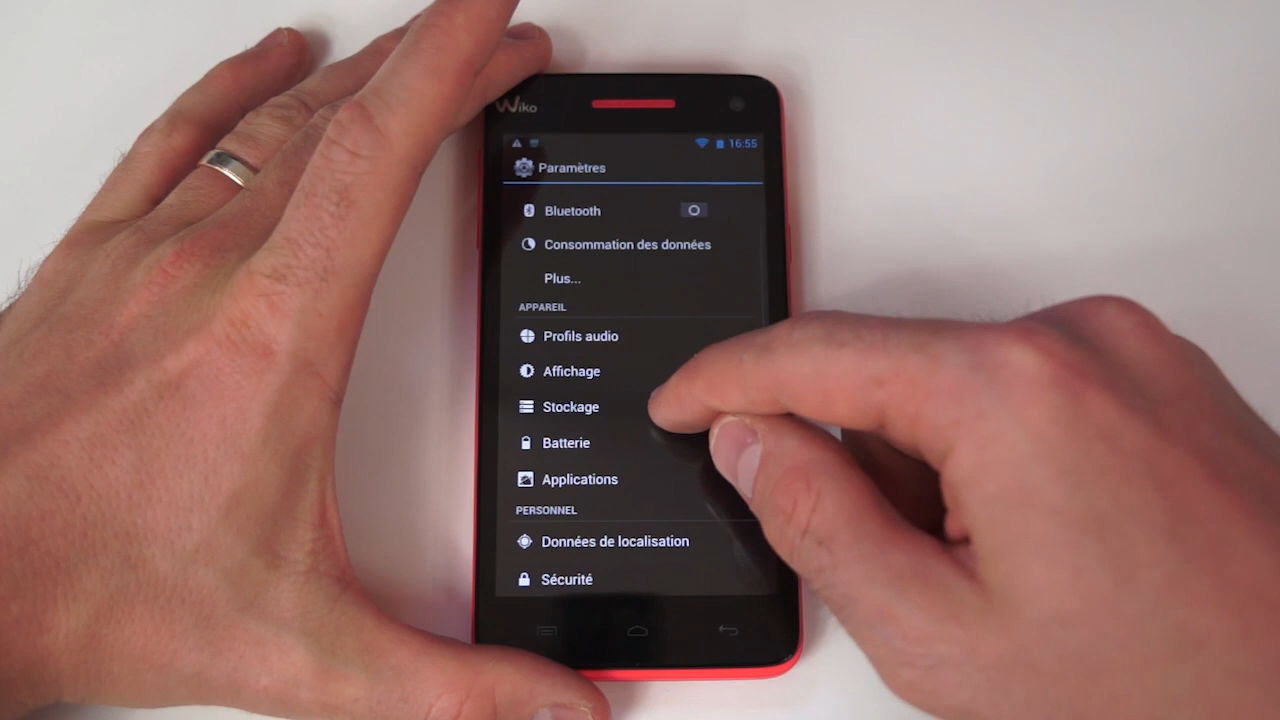 Wiko
16:55
Paramètres
Bluetooth
Consommation des données
Plus...
APPAREIL
Profils audio
Affichage
Stockage
Batterie
Applications
PERSONNEL
Données de localisation
Sécurité